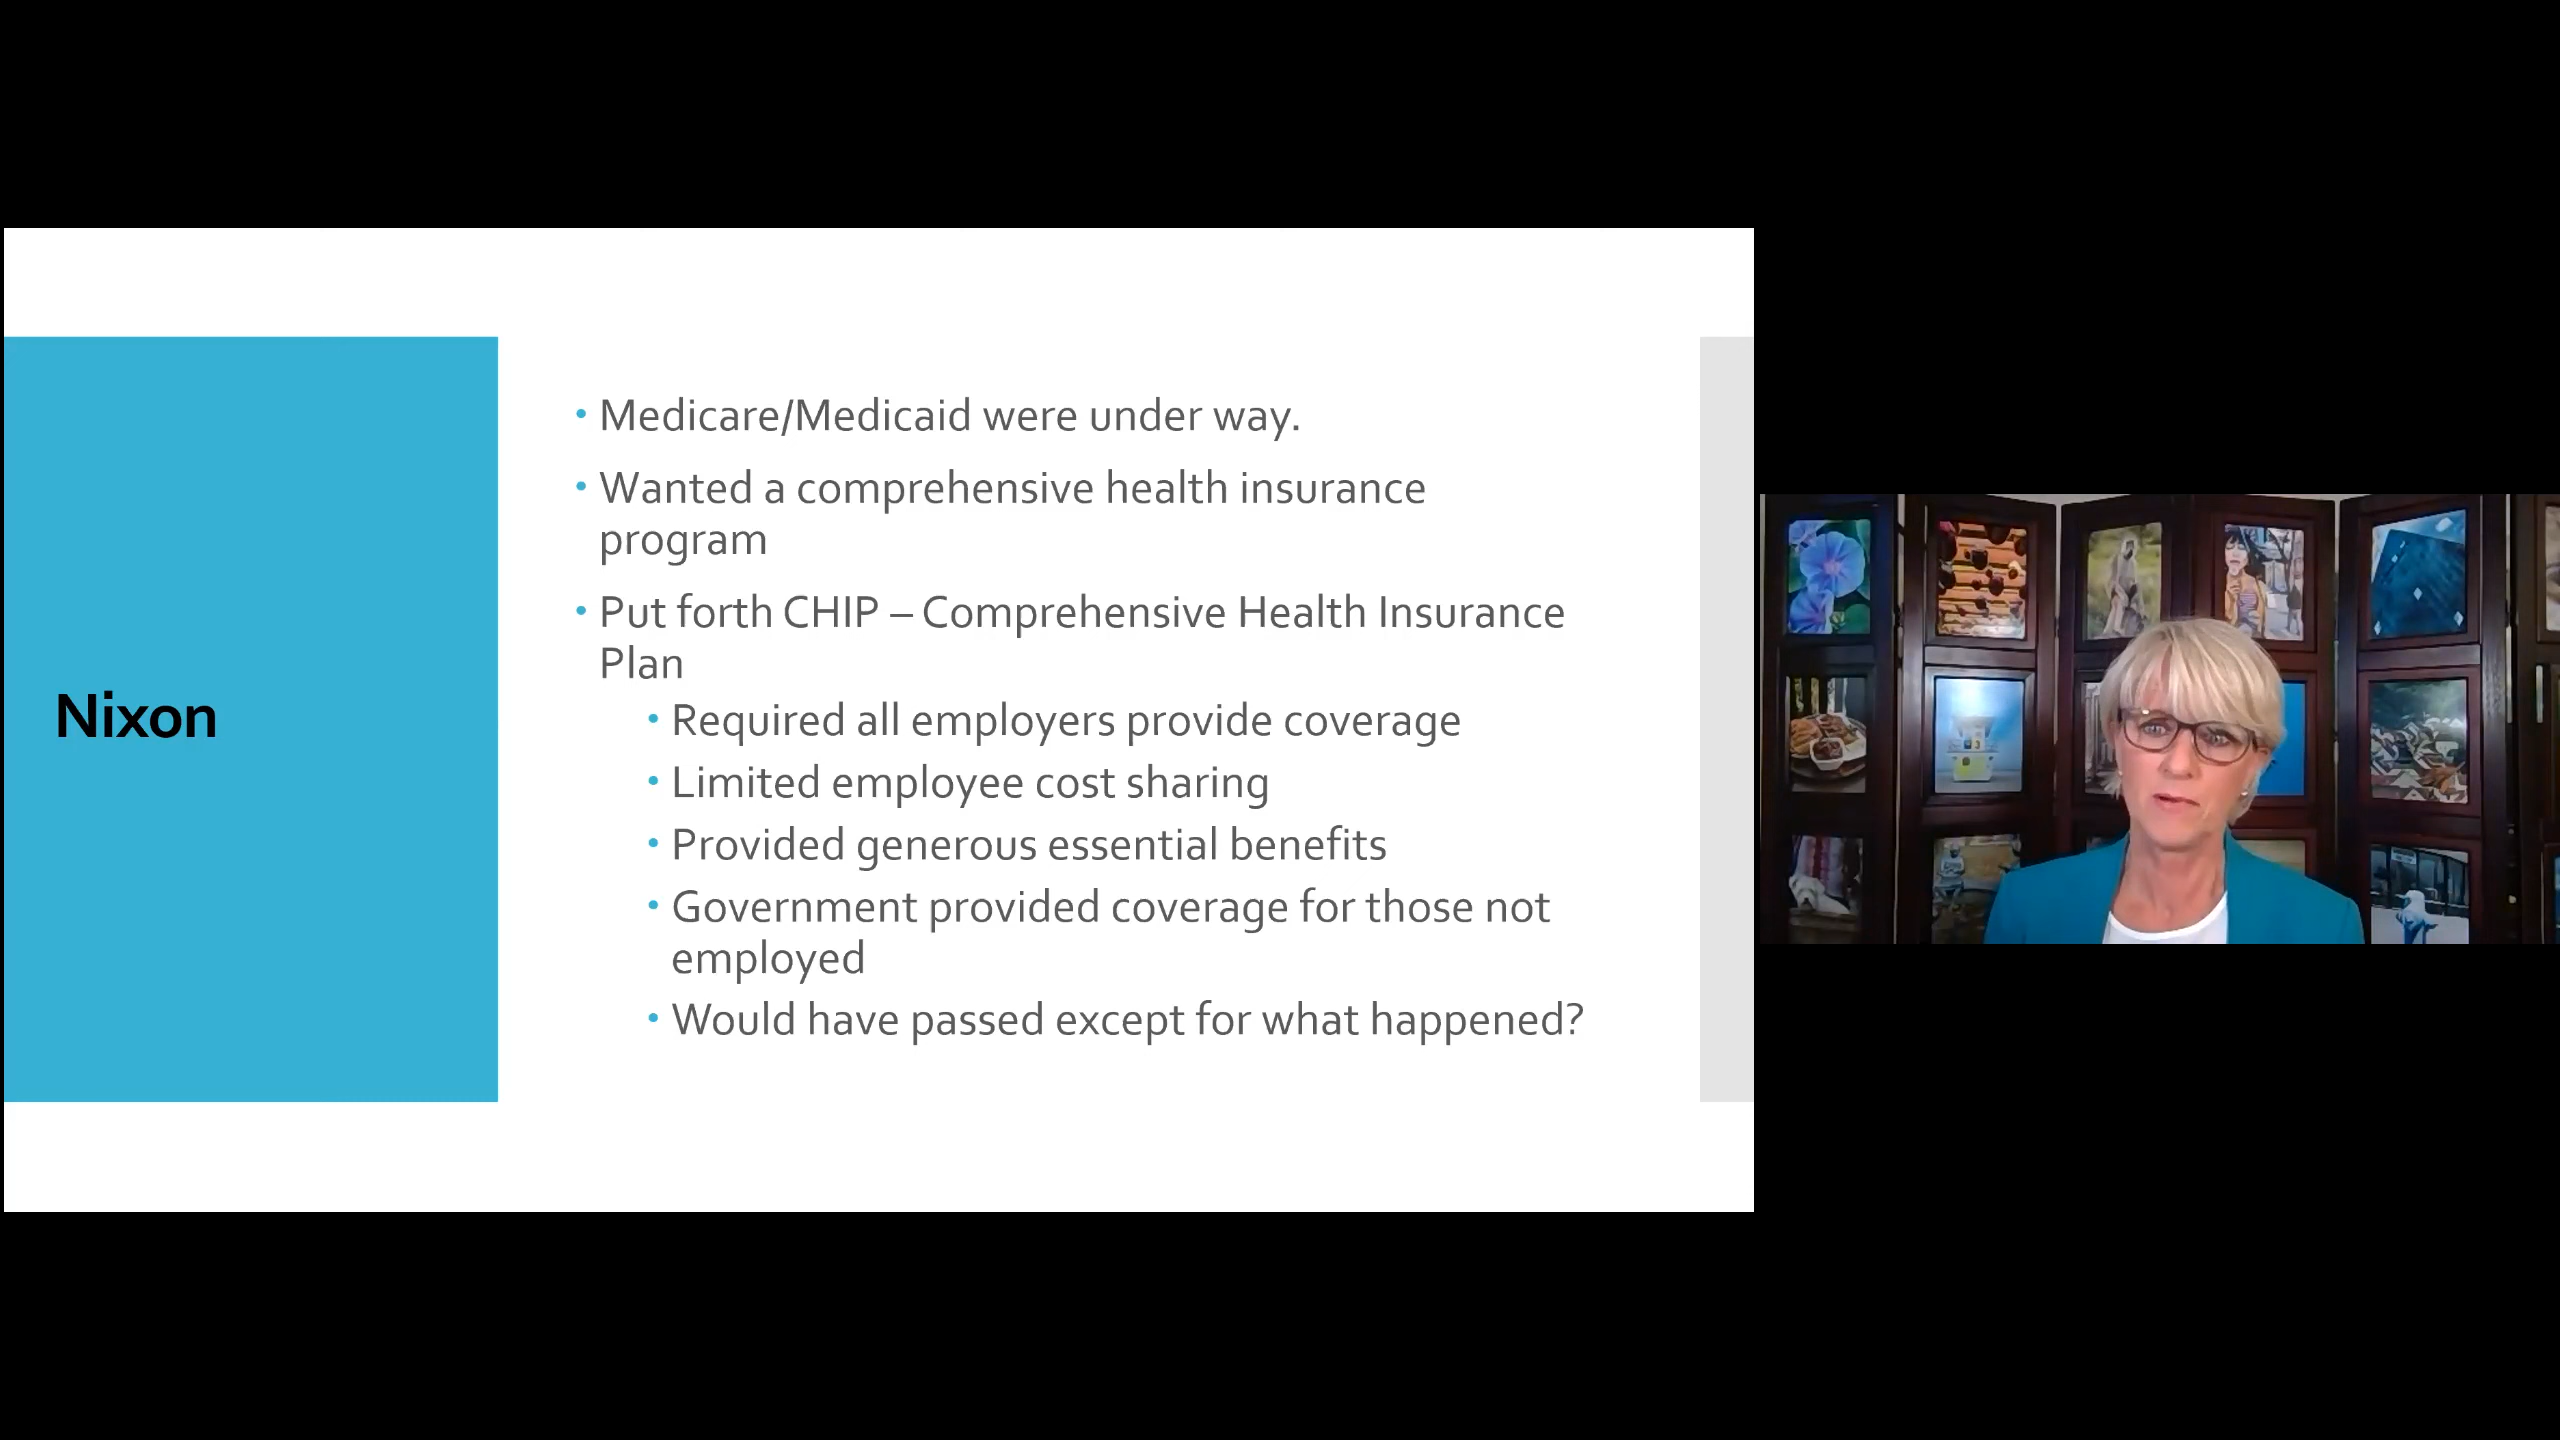 Nixon
• Medicare/Medicaid were under way.
• Wanted a comprehensive health insurance
program
• Put forth CHIP – Comprehensive Health Insurance
Plan
• Required all employers provide coverage
• Limited employee cost sharing
• Provided generous essential benefits
• Government provided coverage for those not
employed
• Would have passed except for what happened?